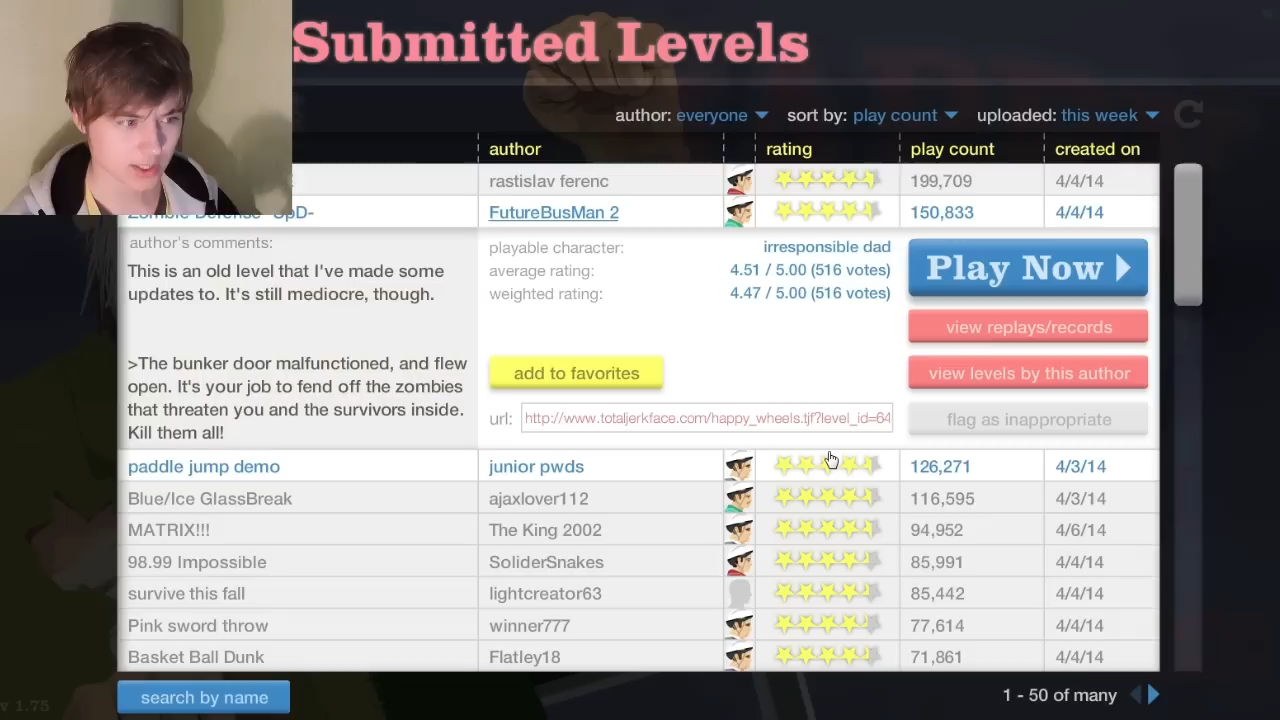 Submitted Levels
author: everyone sort by: play count uploaded: this week
author rating play count created on
rastislav ferenc 199,709 4/4/14
Zombie Defense -UpD- FutureBusMan 2 150,833 4/4/14
author's comments:
This is an old level that I've made some
updates to. It's still mediocre, though.
>The bunker door malfunctioned, and flew
open. It's your job to fend off the zombies
that threaten you and the survivors inside.
Kill them all!
playable character: irresponsible dad
average rating: 4.51 / 5.00 (516 votes)
weighted rating: 4.47 / 5.00 (516 votes)
add to favorites
url: http://www.totaljerkface.com/happy_wheels.tjf?level_id=64
Play Now
view replays/records
view levels by this author
flag as inappropriate
paddle jump demo junior pwds 126,271 4/3/14
Blue/Ice GlassBreak ajaxlover112 116,595 4/3/14
MATRIX!!! The King 2002 94,952 4/6/14
98.99 Impossible SoliderSnakes 85,991 4/4/14
survive this fall lightcreator63 85,442 4/4/14
Pink sword throw winner777 77,614 4/4/14
Basket Ball Dunk Flatley18 71,861 4/4/14
v 1.75
search by name
1 - 50 of many